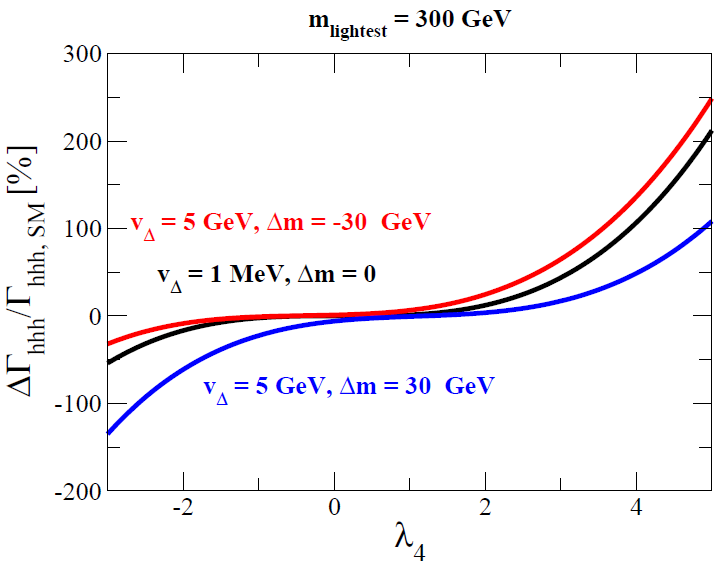 m_lightest = 300 GeV
300
200
100
0
-100
-200
ΔΓ_hhh/Γ_hhh, SM [%]
v_Δ = 5 GeV, Δm = -30 GeV
v_Δ = 1 MeV, Δm = 0
v_Δ = 5 GeV, Δm = 30 GeV
-2 0 2 4
λ_4